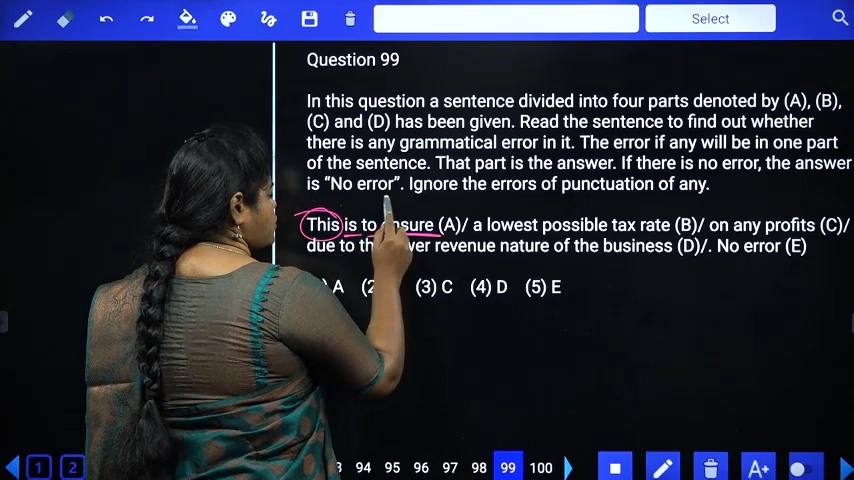 Select
Question 99
In this question a sentence divided into four parts denoted by (A), (B),
(C) and (D) has been given. Read the sentence to find out whether
there is any grammatical error in it. The error if any will be in one part
of the sentence. That part is the answer. If there is no error, the answer
is “No error”. Ignore the errors of punctuation of any.
This is to ensure (A)/ a lowest possible tax rate (B)/ on any profits (C)/
due to the lower revenue nature of the business (D)/. No error (E)
A (3) C (4) D (5) E
1 2 94 95 96 97 98 99 100 A+